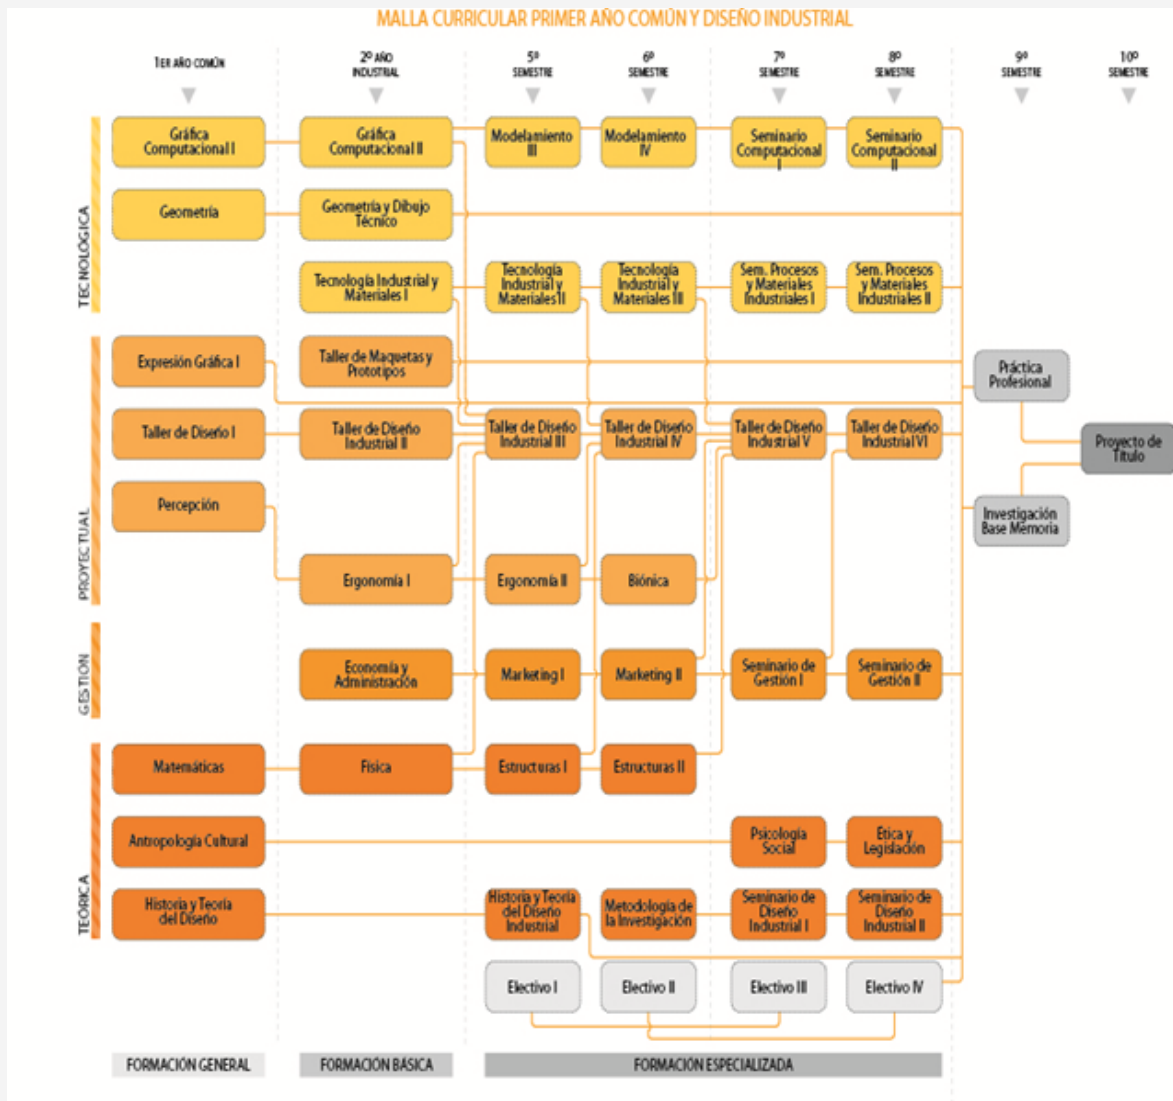 MALLA CURRICULAR PRIMER AÑO COMÚN Y DISEÑO INDUSTRIAL
1ER AÑO COMÚN
2º AÑO
INDUSTRIAL
5º
SEMESTRE
6º
SEMESTRE
7º
SEMESTRE
8º
SEMESTRE
9º
SEMESTRE
10º
SEMESTRE
TECNOLÓGICA
Gráfica
Computacional I
Gráfica
Computacional II
Modelamiento
III
Modelamiento
IV
Seminario
Computacional
I
Seminario
Computacional
II
Geometría
Geometría y Dibujo
Técnico
Tecnología Industrial y
Materiales I
Tecnología
Industrial y
Materiales II
Tecnología
Industrial y
Materiales III
Sem. Procesos
y Materiales
Industriales I
Sem. Procesos
y Materiales
Industriales II
PROYECTUAL
Expresión Gráfica I
Taller de Maquetas y
Prototipos
Práctica
Profesional
Taller de Diseño I
Taller de Diseño
Industrial II
Taller de Diseño
Industrial III
Taller de Diseño
Industrial IV
Taller de Diseño
Industrial V
Taller de Diseño
Industrial VI
Proyecto de
Título
Percepción
Investigación
Base Memoria
Ergonomía I
Ergonomía II
Biónica
GESTIÓN
Economía y
Administración
Marketing I
Marketing II
Seminario de
Gestión I
Seminario de
Gestión II
TEÓRICA
Matemáticas
Física
Estructuras I
Estructuras II
Antropología Cultural
Psicología
Social
Ética y
Legislación
Historia y Teoría
del Diseño
Historia y Teoría
del Diseño
Industrial
Metodología de
la Investigación
Seminario de
Diseño
Industrial I
Seminario de
Diseño
Industrial II
Electivo I
Electivo II
Electivo III
Electivo IV
FORMACIÓN GENERAL
FORMACIÓN BÁSICA
FORMACIÓN ESPECIALIZADA